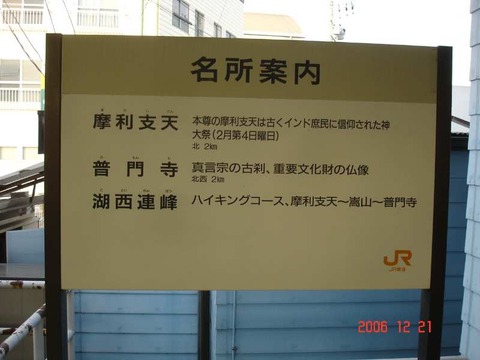 名所案内
摩利支天
本尊の摩利支天は古くインド庶民に信仰された神
大祭(2月第4日曜日)
北 2km
普門寺
真言宗の古刹、重要文化財の仏像
北西 2km
湖西連峰
ハイキングコース、摩利支天～嵩山～普門寺
JR
JR東海
2006 12 21